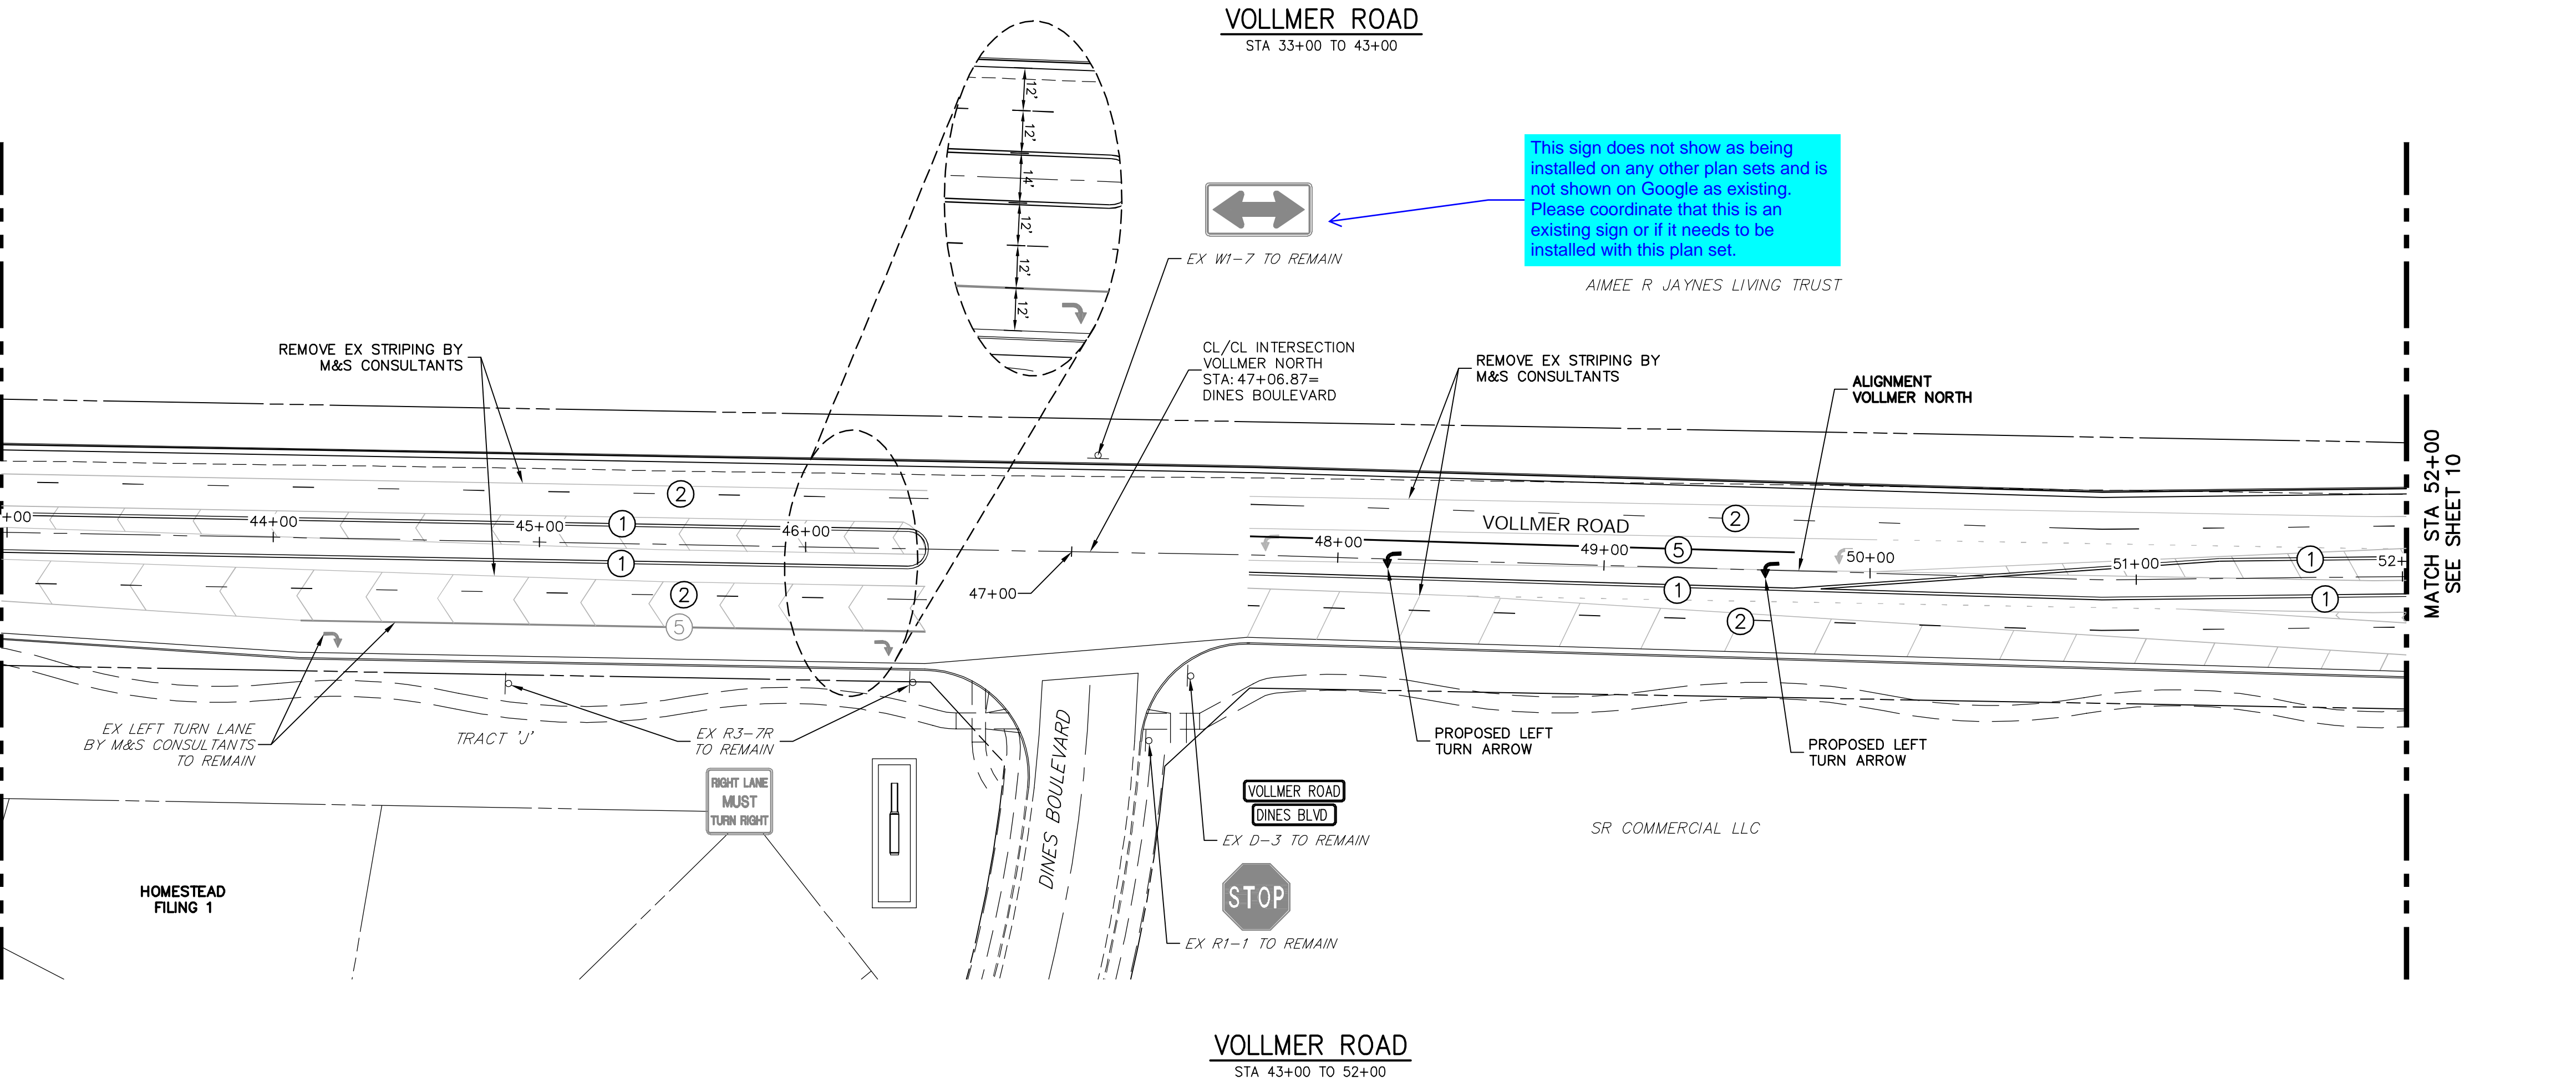 VOLLMER ROAD
STA 33+00 TO 43+00
12'
12'
14'
12'
12'
12'
This sign does not show as being
installed on any other plan sets and is
not shown on Google as existing.
Please coordinate that this is an
existing sign or if it needs to be
installed with this plan set.
EX W1-7 TO REMAIN
AIMEE R JAYNES LIVING TRUST
REMOVE EX STRIPING BY
M&S CONSULTANTS
CL/CL INTERSECTION
VOLLMER NORTH
STA: 47+06.87=
DINES BOULEVARD
REMOVE EX STRIPING BY
M&S CONSULTANTS
ALIGNMENT
VOLLMER NORTH
MATCH STA 52+00
SEE SHEET 10
2
1
+00
44+00
45+00
46+00
1
2
5
47+00
VOLLMER ROAD
2
48+00
49+00
5
50+00
51+00
1
52+
1
1
2
EX LEFT TURN LANE
BY M&S CONSULTANTS
TO REMAIN
TRACT 'J'
EX R3-7R
TO REMAIN
RIGHT LANE
MUST
TURN RIGHT
DINES BOULEVARD
PROPOSED LEFT
TURN ARROW
PROPOSED LEFT
TURN ARROW
VOLLMER ROAD
DINES BLVD
EX D-3 TO REMAIN
SR COMMERCIAL LLC
STOP
EX R1-1 TO REMAIN
HOMESTEAD
FILING 1
VOLLMER ROAD
STA 43+00 TO 52+00